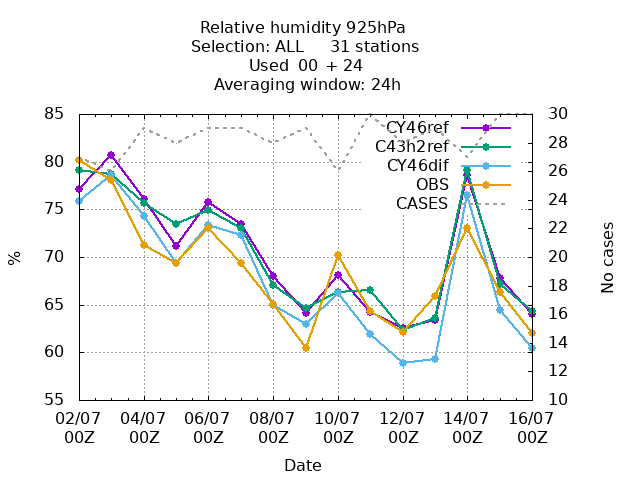 Relative humidity 925hPa
Selection: ALL 31 stations
Used 00 + 24
Averaging window: 24h
85 30
CY46ref
28
C43h2ref
80 26
CY46dif
OBS
24
CASES
75
22
%
70 20
No cases
18
65
16
60 14
12
55 10
02/07 04/07 06/07 08/07 10/07 12/07 14/07 16/07
00Z 00Z 00Z 00Z 00Z 00Z 00Z 00Z
Date